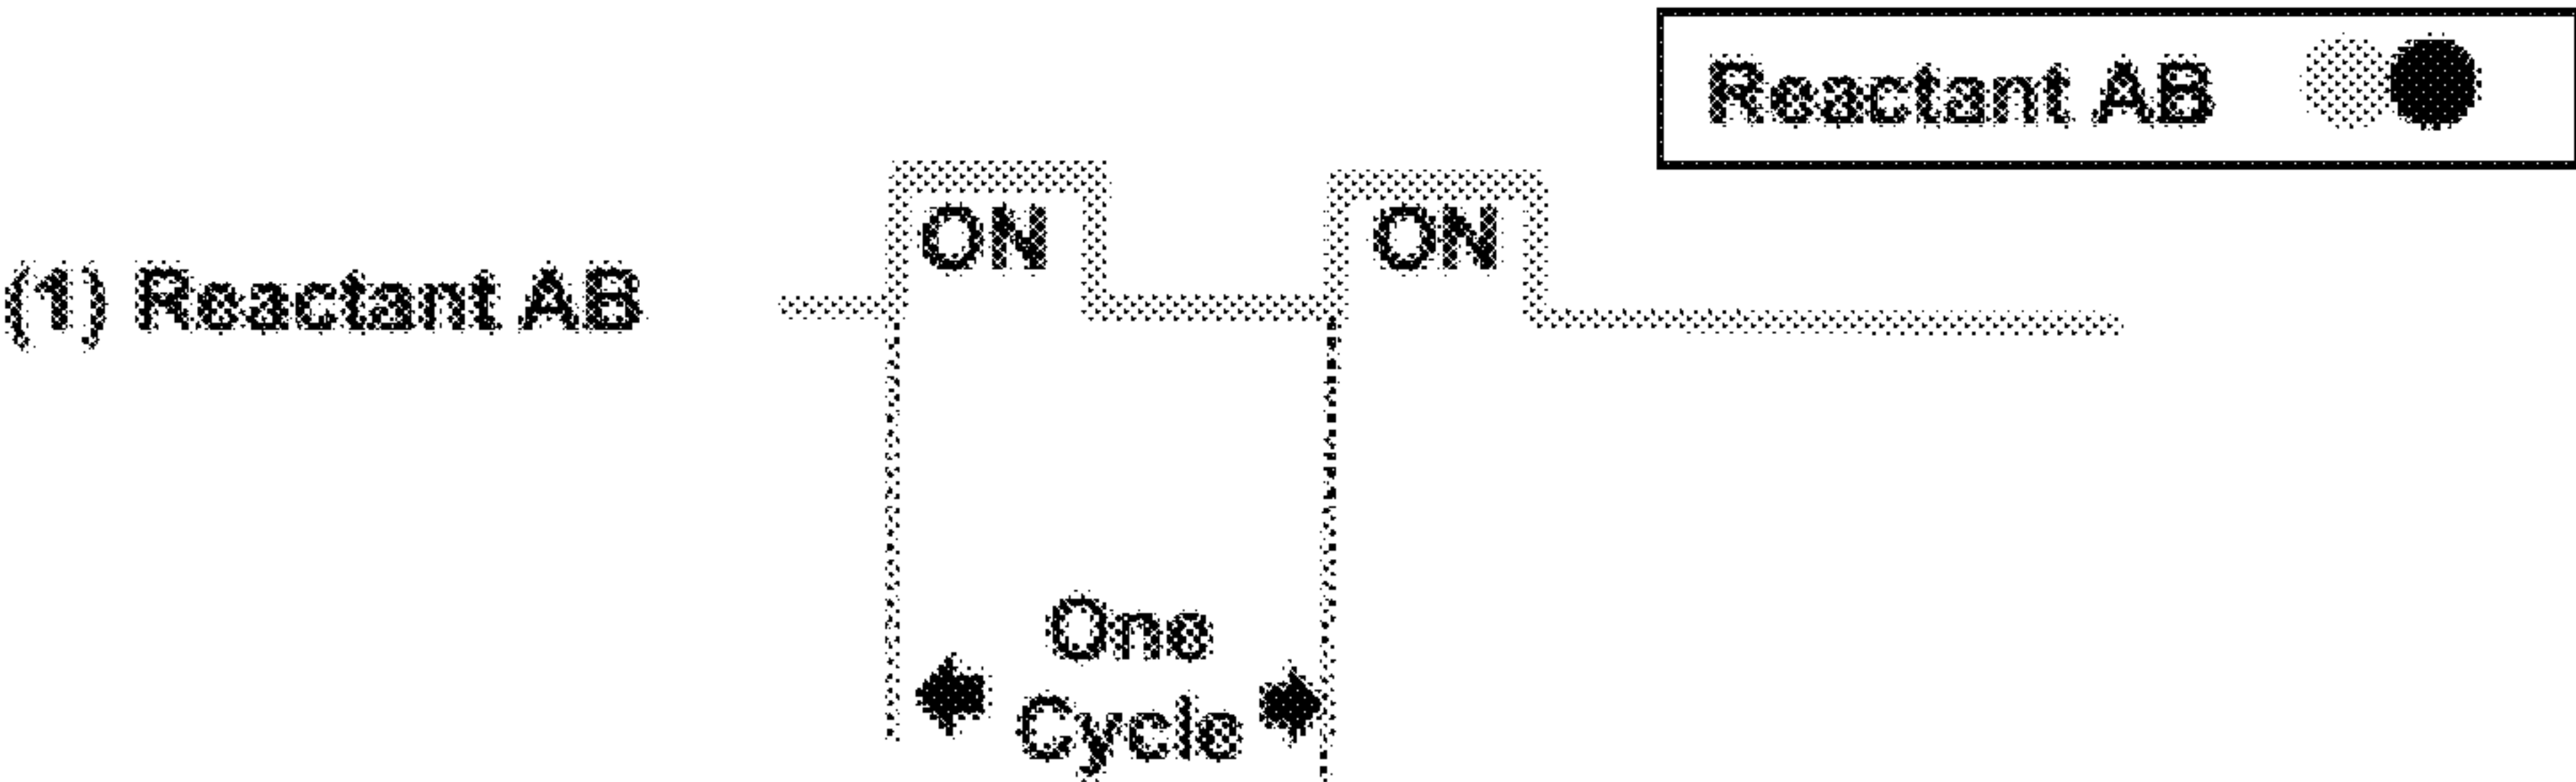 Reactant AB
ON ON
(1) Reactant AB
One
Cycle